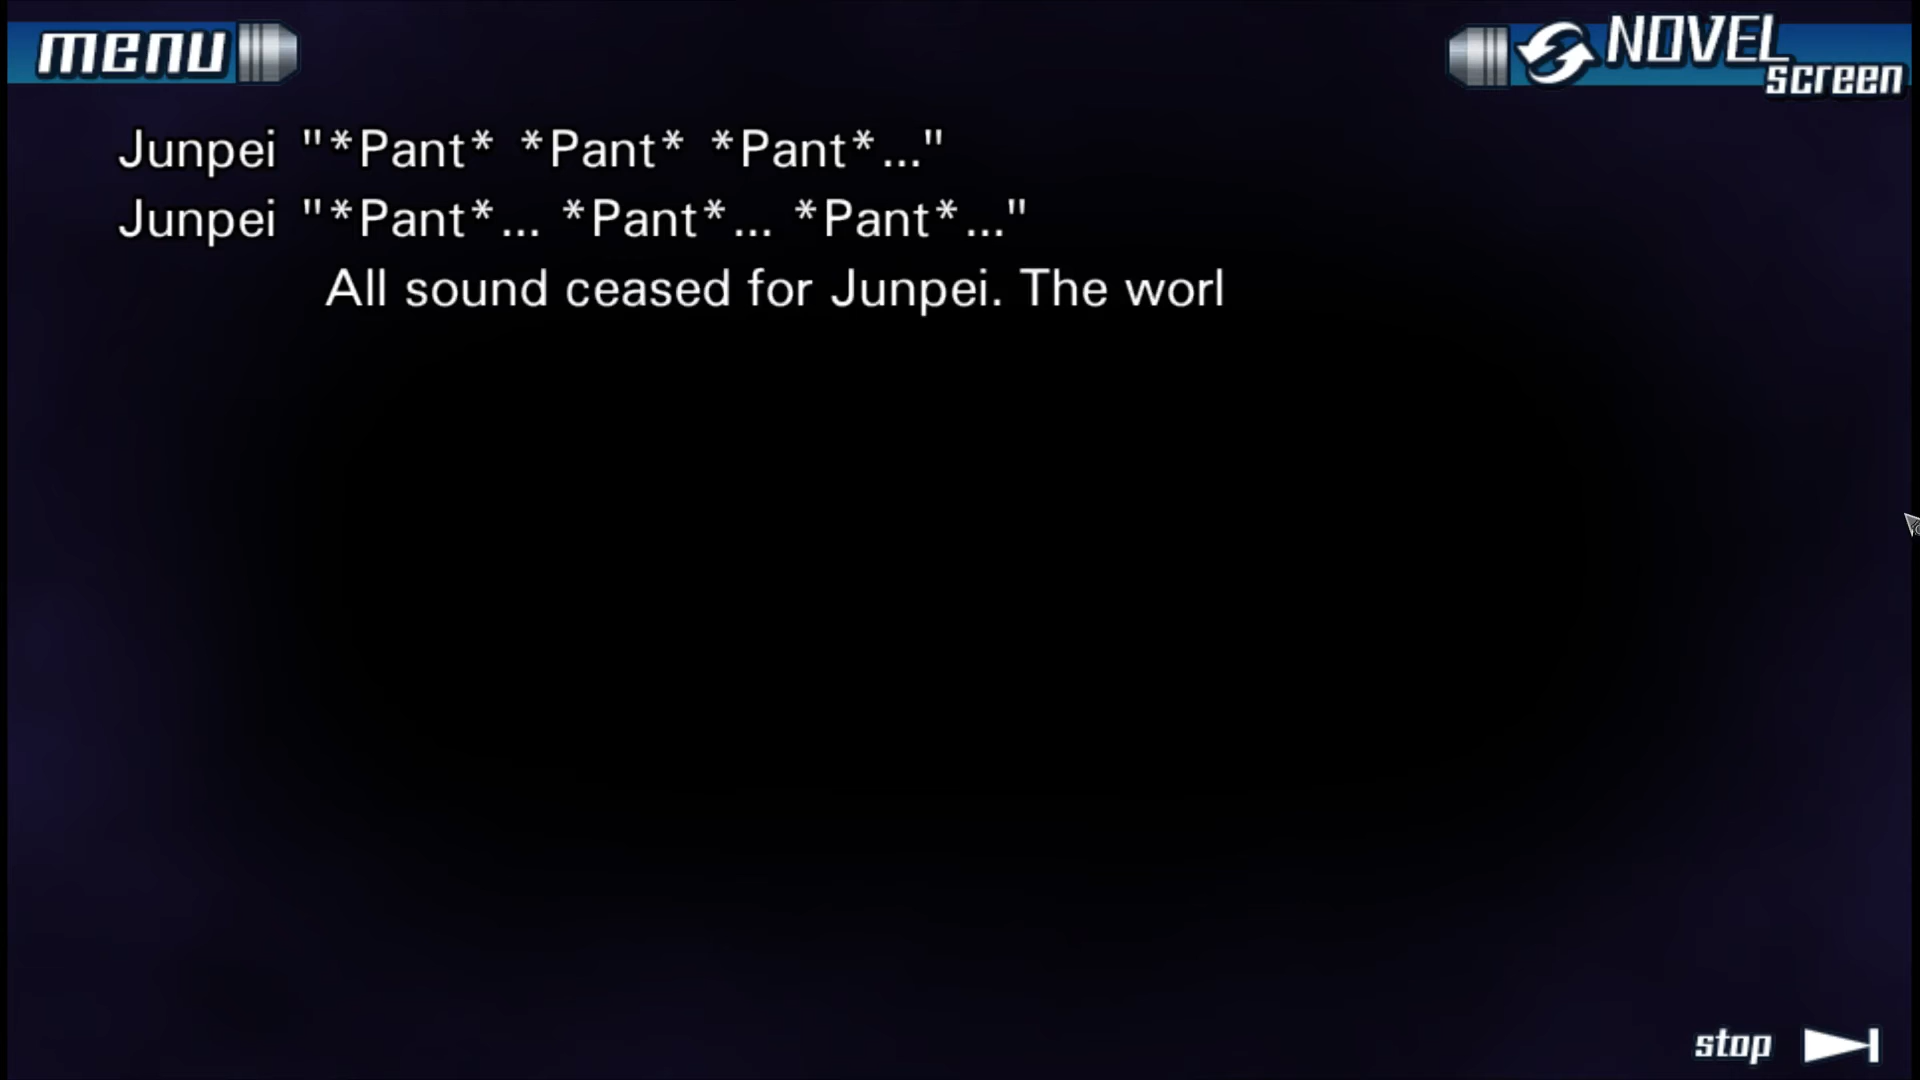 menu
NOVEL
screen
Junpei "*Pant* *Pant* *Pant*..."
Junpei "*Pant*... *Pant*... *Pant*..."
All sound ceased for Junpei. The worl
stop